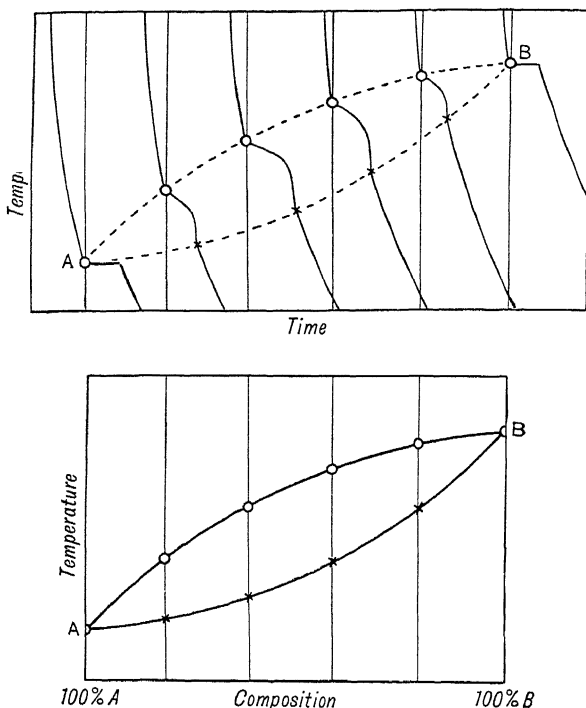 B
Temp.
A
Time
B
Temperature
A
100% A Composition 100% B